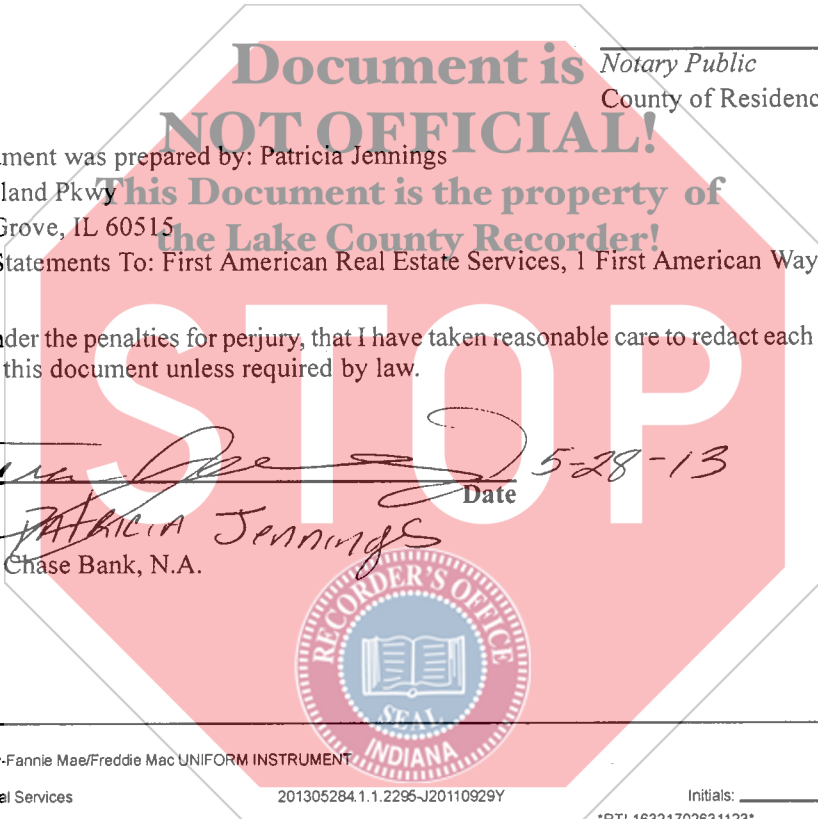 Document is
Notary Public
County of Residenc
NOT OFFICIAL!
ument was prepared by: Patricia Jennings
This Document is the property of
land Pkwy
Grove, IL 60515
the Lake County Recorder!
Statements To: First American Real Estate Services, 1 First American Way
nder the penalties for perjury, that I have taken reasonable care to redact each
this document unless required by law.
STOP
5-28-13
Date
PATRICIA Jennings
Chase Bank, N.A.
RECORDER'S OFFICE
SEAL
INDIANA
-Fannie Mae/Freddie Mac UNIFORM INSTRUMENT
al Services
201305284.1.1.2295-J20110929Y
Initials:
*RTL16321702631123*